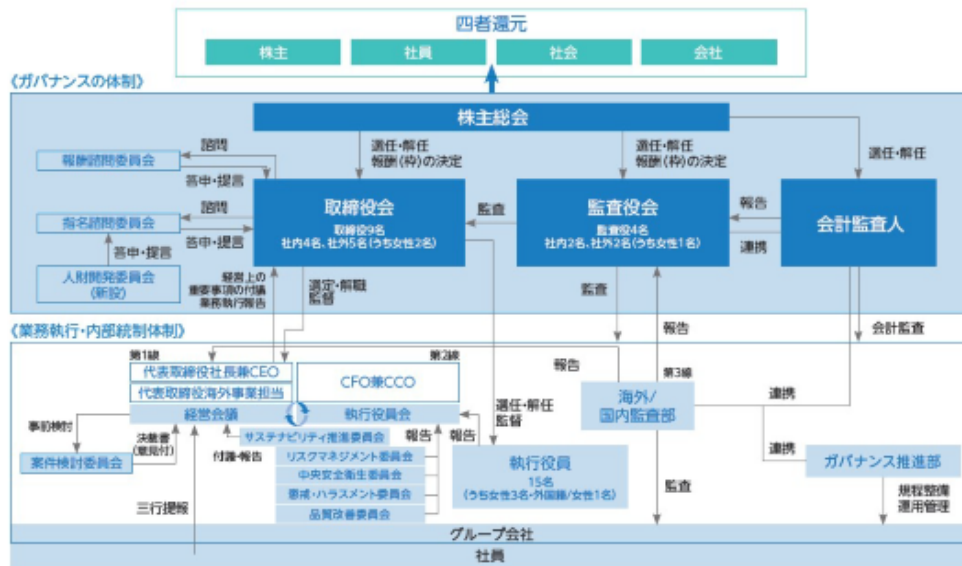 四者還元
株主
社員
社会
会社
《ガバナンスの体制》
株主総会
諮問
報酬諮問委員会
答申・提言
選任・解任
報酬(枠)の決定
選任・解任
報酬(枠)の決定
選任・解任
諮問
指名諮問委員会
答申・提言
答申・提言
人財開発委員会
(新設)
取締役会
取締役9名
社内4名、社外5名(うち女性2名)
監査
監査役会
監査役4名
社内2名、社外2名(うち女性1名)
報告
連携
会計監査人
経営上の
重要事項の付議
業務執行報告
選定・解職
監督
監査
報告
会計監査
《業務執行・内部統制体制》
第1線
代表取締役社長兼CEO
代表取締役海外事業担当
経営会議
第2線
CFO兼CCO
執行役員会
報告
第3線
海外/
国内監査部
連携
選任・解任
監督
事前検討
案件検討委員会
決裁書
(意見付)
付議・報告
サステナビリティ推進委員会
リスクマネジメント委員会
中央安全衛生委員会
懲戒・ハラスメント委員会
品質改善委員会
報告
報告
執行役員
15名
(うち女性3名・外国籍/女性1名)
監査
連携
ガバナンス推進部
規程整備
運用管理
三行提報
グループ会社
社員